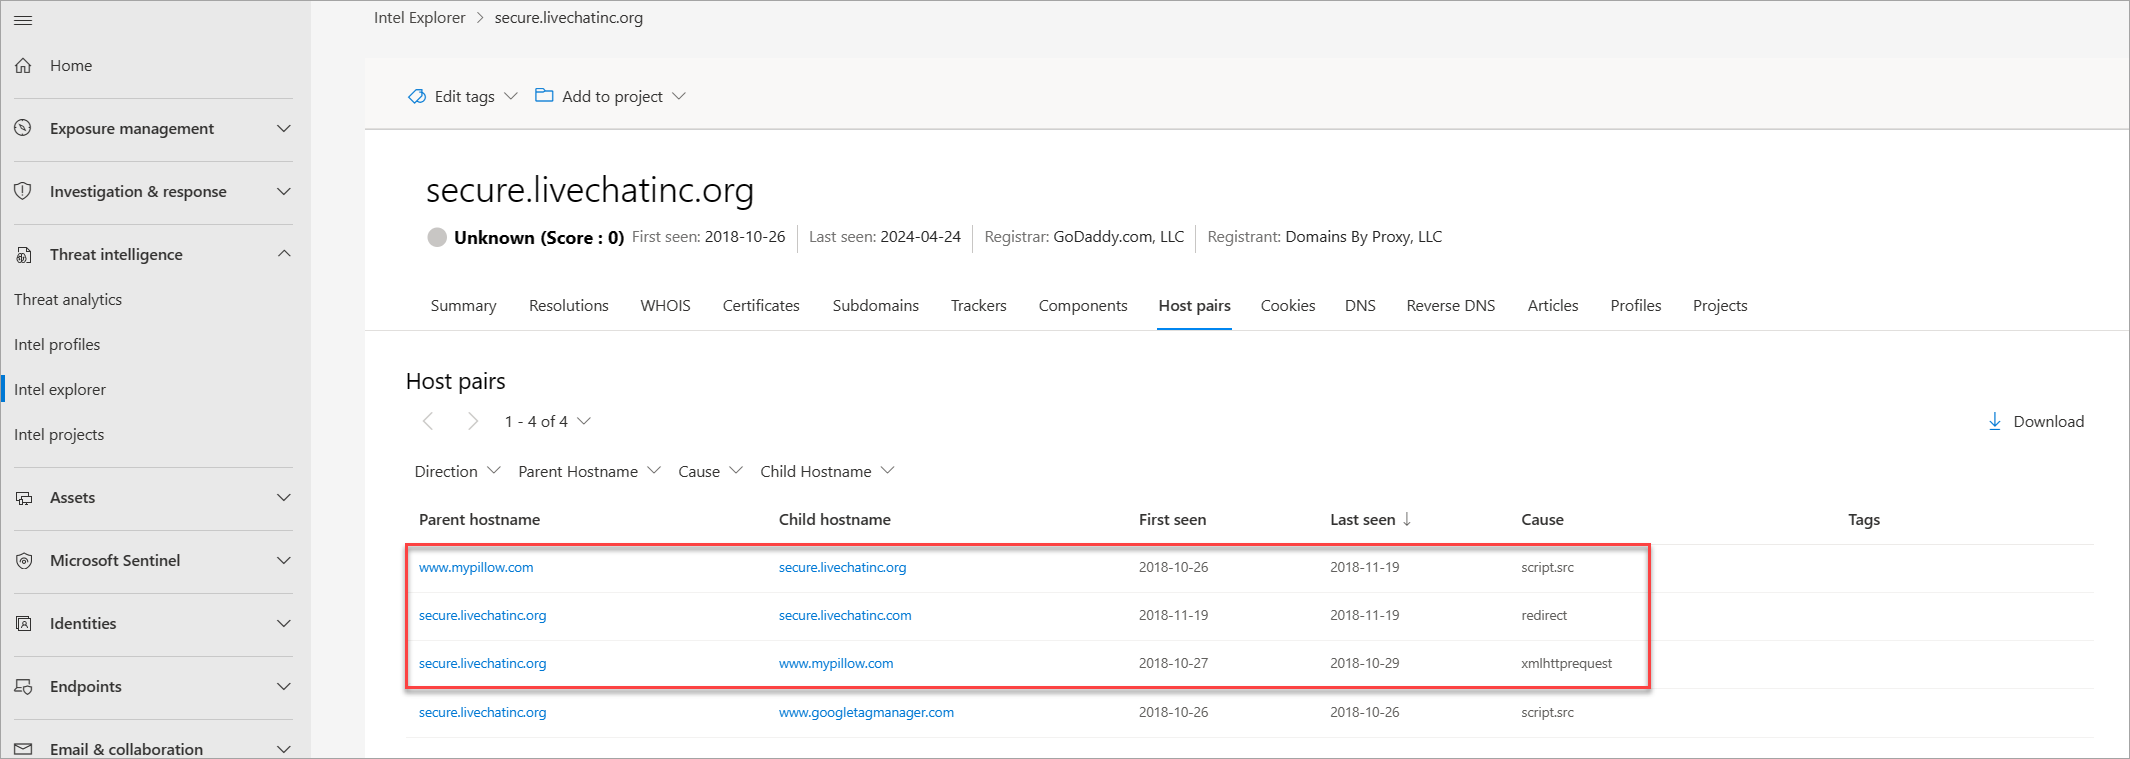 Intel Explorer > secure.livechatinc.org
Home
Exposure management
Investigation & response
Threat intelligence
Threat analytics
Intel profiles
Intel explorer
Intel projects
Assets
Microsoft Sentinel
Identities
Endpoints
Email & collaboration
Edit tags Add to project
secure.livechatinc.org
Unknown (Score : 0) First seen: 2018-10-26 Last seen: 2024-04-24 Registrar: GoDaddy.com, LLC Registrant: Domains By Proxy, LLC
Summary Resolutions WHOIS Certificates Subdomains Trackers Components Host pairs Cookies DNS Reverse DNS Articles Profiles Projects
Host pairs
1 - 4 of 4 Download
Direction Parent Hostname Cause Child Hostname
Parent hostname Child hostname First seen Last seen ↓ Cause Tags
www.mypillow.com secure.livechatinc.org 2018-10-26 2018-11-19 script.src
secure.livechatinc.org secure.livechatinc.com 2018-11-19 2018-11-19 redirect
secure.livechatinc.org www.mypillow.com 2018-10-27 2018-10-29 xmlhttprequest
secure.livechatinc.org www.googletagmanager.com 2018-10-26 2018-10-26 script.src